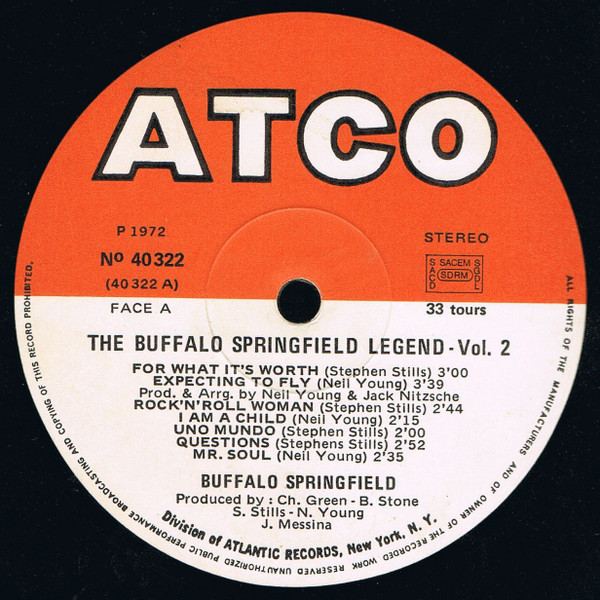 ATCO
P 1972
Nº 40322
(40322 A)
FACE A
STEREO
SACD
SACEM
SDRM
SGDL
33 tours
THE BUFFALO SPRINGFIELD LEGEND - Vol. 2
FOR WHAT IT'S WORTH (Stephen Stills) 3'00
EXPECTING TO FLY (Neil Young) 3'39
Prod. & Arrg. by Neil Young & Jack Nitzsche
ROCK'N'ROLL WOMAN (Stephen Stills) 2'44
I AM A CHILD (Neil Young) 2'15
UNO MUNDO (Stephen Stills) 2'00
QUESTIONS (Stephens Stills) 2'52
MR. SOUL (Neil Young) 2'35
BUFFALO SPRINGFIELD
Produced by : Ch. Green - B. Stone
S. Stills - N. Young
J. Messina
Division of ATLANTIC RECORDS, New York, N. Y.
ALL RIGHTS OF THE MANUFACTURERS AND OF OWNER OF THE RECORDED WORK RESERVED UNAUTHORISED PUBLIC PERFORMANCE BROADCASTING AND COPYING OF THIS RECORD PROHIBITED.